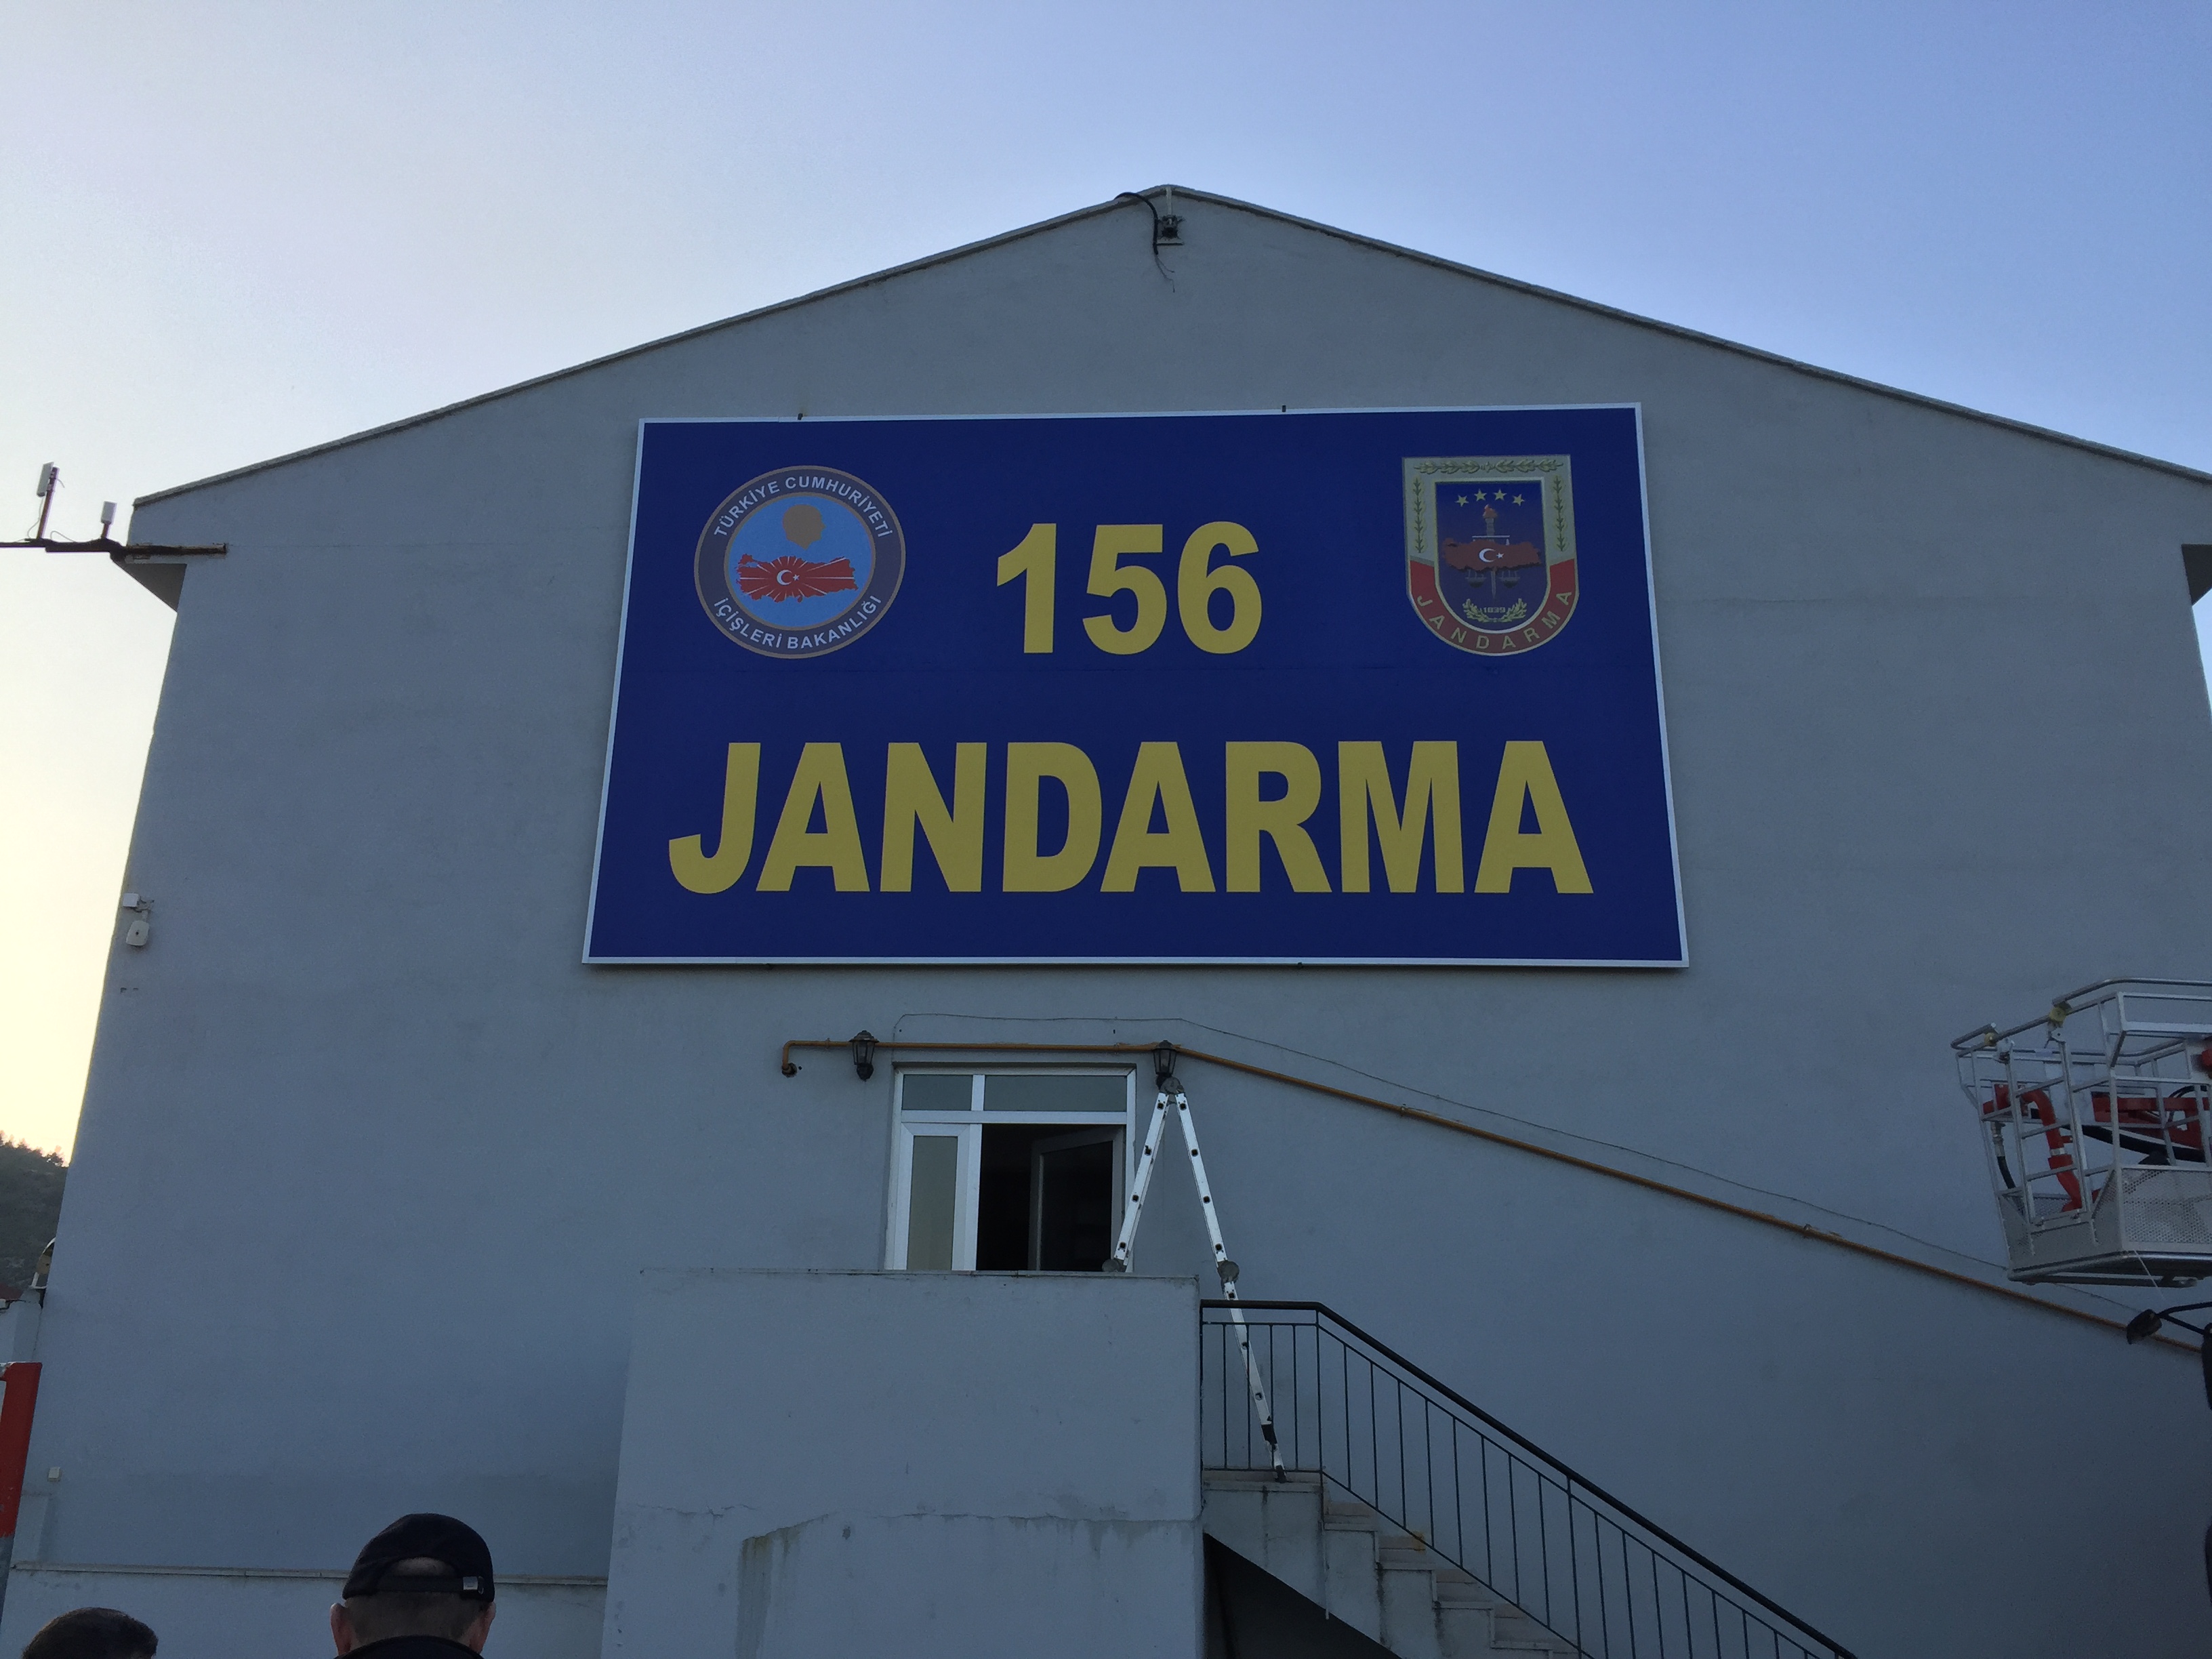 TÜRKİYE CUMHURİYETİ
İÇİŞLERİ BAKANLIĞI
156
1839
JANDARMA
JANDARMA